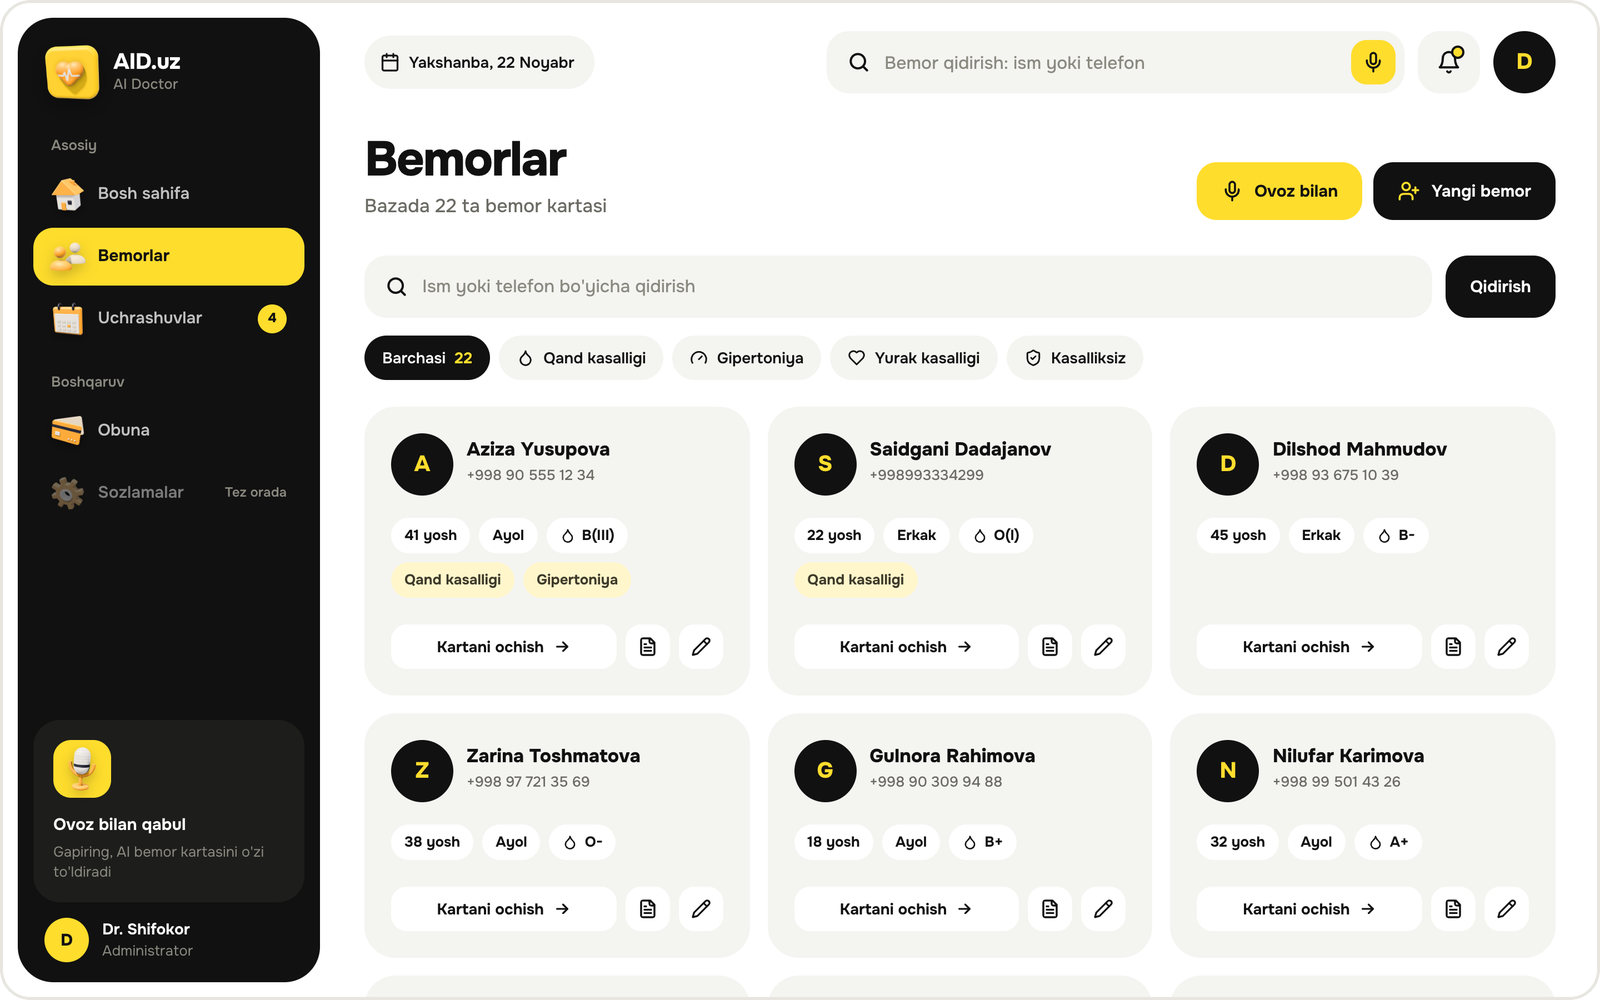 AID.uz
AI Doctor
Asosiy
Bosh sahifa
Bemorlar
Uchrashuvlar 4
Boshqaruv
Obuna
Sozlamalar Tez orada
Ovoz bilan qabul
Gapiring, AI bemor kartasini o'zi
to'ldiradi
D
Dr. Shifokor
Administrator
Yakshanba, 22 Noyabr
Bemor qidirish: ism yoki telefon
D
Bemorlar
Bazada 22 ta bemor kartasi
Ovoz bilan
Yangi bemor
Ism yoki telefon bo'yicha qidirish
Qidirish
Barchasi 22
Qand kasalligi
Gipertoniya
Yurak kasalligi
Kasalliksiz
A
Aziza Yusupova
+998 90 555 12 34
41 yosh Ayol B(III)
Qand kasalligi Gipertoniya
Kartani ochish →
S
Saidgani Dadajanov
+998993334299
22 yosh Erkak O(I)
Qand kasalligi
Kartani ochish →
D
Dilshod Mahmudov
+998 93 675 10 39
45 yosh Erkak B-
Kartani ochish →
Z
Zarina Toshmatova
+998 97 721 35 69
38 yosh Ayol O-
Kartani ochish →
G
Gulnora Rahimova
+998 90 309 94 88
18 yosh Ayol B+
Kartani ochish →
N
Nilufar Karimova
+998 99 501 43 26
32 yosh Ayol A+
Kartani ochish →